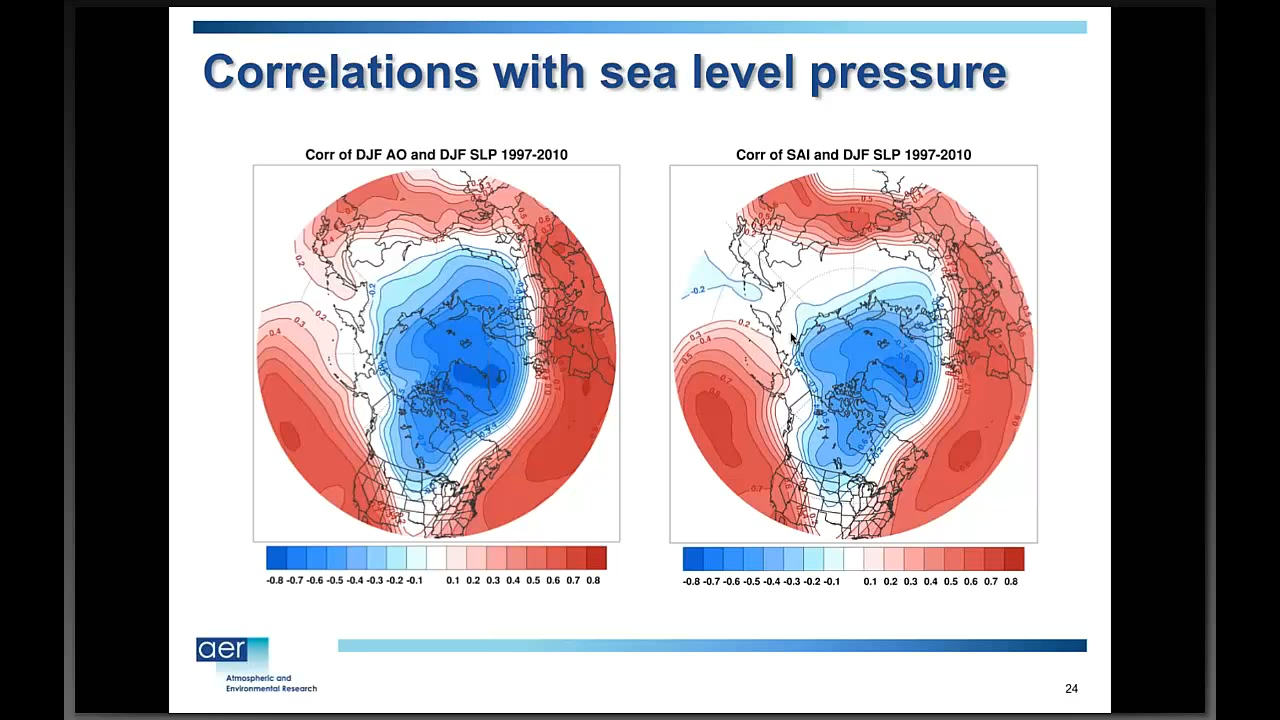 Correlations with sea level pressure
Corr of DJF AO and DJF SLP 1997-2010
Corr of SAI and DJF SLP 1997-2010
-0.8 -0.7 -0.6 -0.5 -0.4 -0.3 -0.2 -0.1 0.1 0.2 0.3 0.4 0.5 0.6 0.7 0.8
-0.8 -0.7 -0.6 -0.5 -0.4 -0.3 -0.2 -0.1 0.1 0.2 0.3 0.4 0.5 0.6 0.7 0.8
aer
Atmospheric and
Environmental Research
24